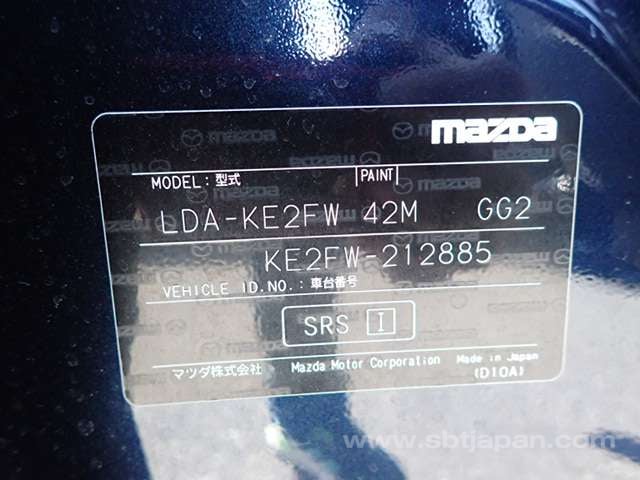 mazda
MODEL: 型式 PAINT
LDA-KE2FW 42M GG2
KE2FW-212885
VEHICLE ID.NO.: 車台番号
SRS I
マツダ株式会社 Mazda Motor Corporation Made in Japan
(D10A)
www.sbtjapan.com